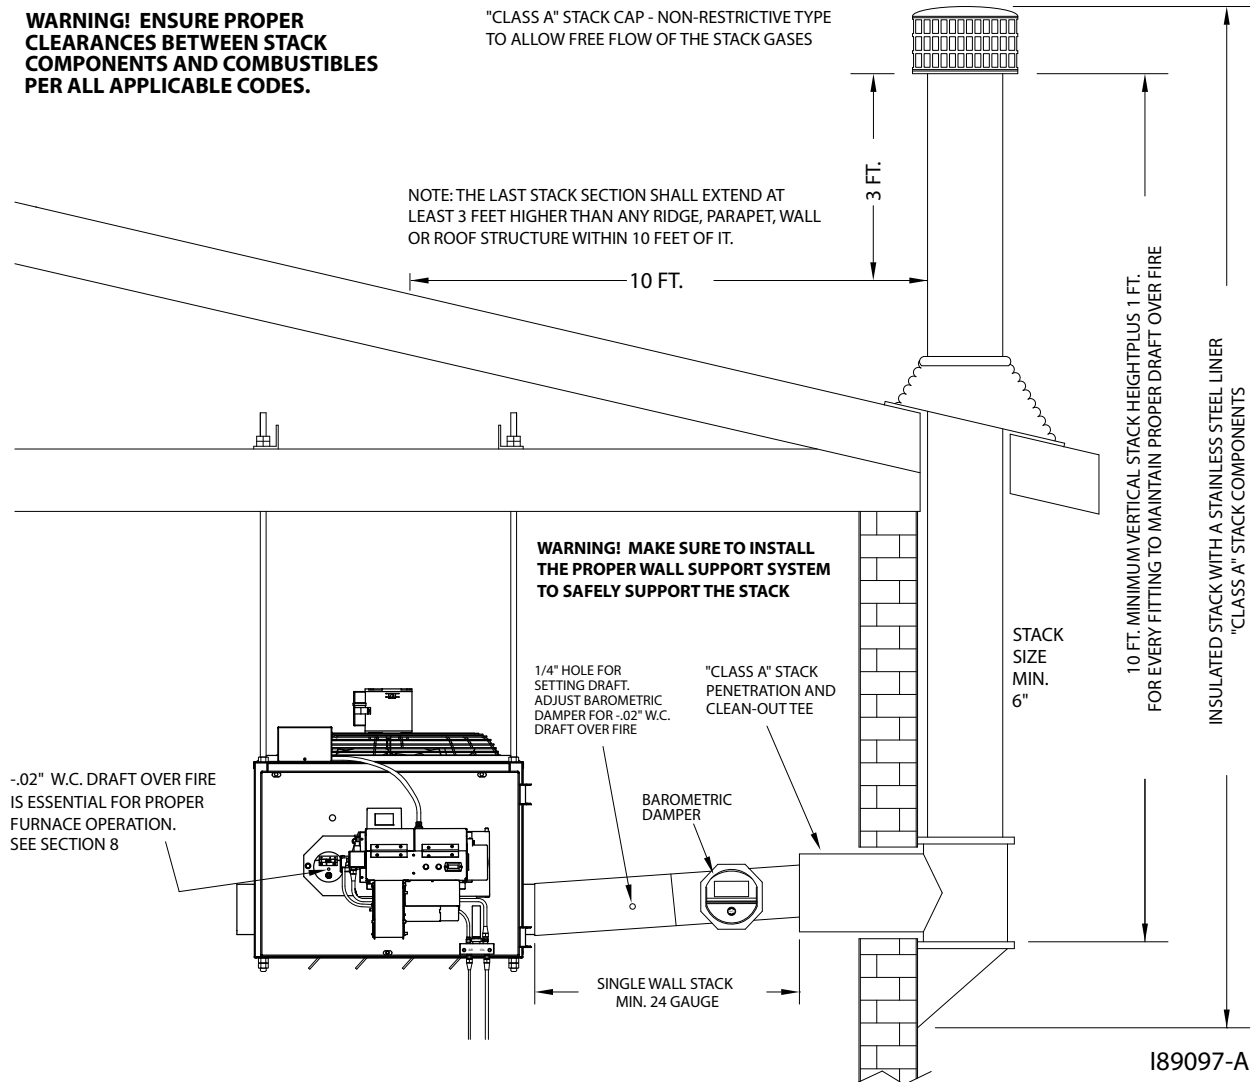 WARNING! ENSURE PROPER
CLEARANCES BETWEEN STACK
COMPONENTS AND COMBUSTIBLES
PER ALL APPLICABLE CODES.
"CLASS A" STACK CAP - NON-RESTRICTIVE TYPE
TO ALLOW FREE FLOW OF THE STACK GASES
NOTE: THE LAST STACK SECTION SHALL EXTEND AT
LEAST 3 FEET HIGHER THAN ANY RIDGE, PARAPET, WALL
OR ROOF STRUCTURE WITHIN 10 FEET OF IT.
3 FT.
10 FT.
10 FT. MINIMUM VERTICAL STACK HEIGHTPLUS 1 FT.
FOR EVERY FITTING TO MAINTAIN PROPER DRAFT OVER FIRE
INSULATED STACK WITH A STAINLESS STEEL LINER
"CLASS A" STACK COMPONENTS
WARNING! MAKE SURE TO INSTALL
THE PROPER WALL SUPPORT SYSTEM
TO SAFELY SUPPORT THE STACK
STACK
SIZE
MIN.
6"
1/4" HOLE FOR
SETTING DRAFT.
ADJUST BAROMETRIC
DAMPER FOR -.02" W.C.
DRAFT OVER FIRE
"CLASS A" STACK
PENETRATION AND
CLEAN-OUT TEE
-.02" W.C. DRAFT OVER FIRE
IS ESSENTIAL FOR PROPER
FURNACE OPERATION.
SEE SECTION 8
BAROMETRIC
DAMPER
SINGLE WALL STACK
MIN. 24 GAUGE
I89097-A